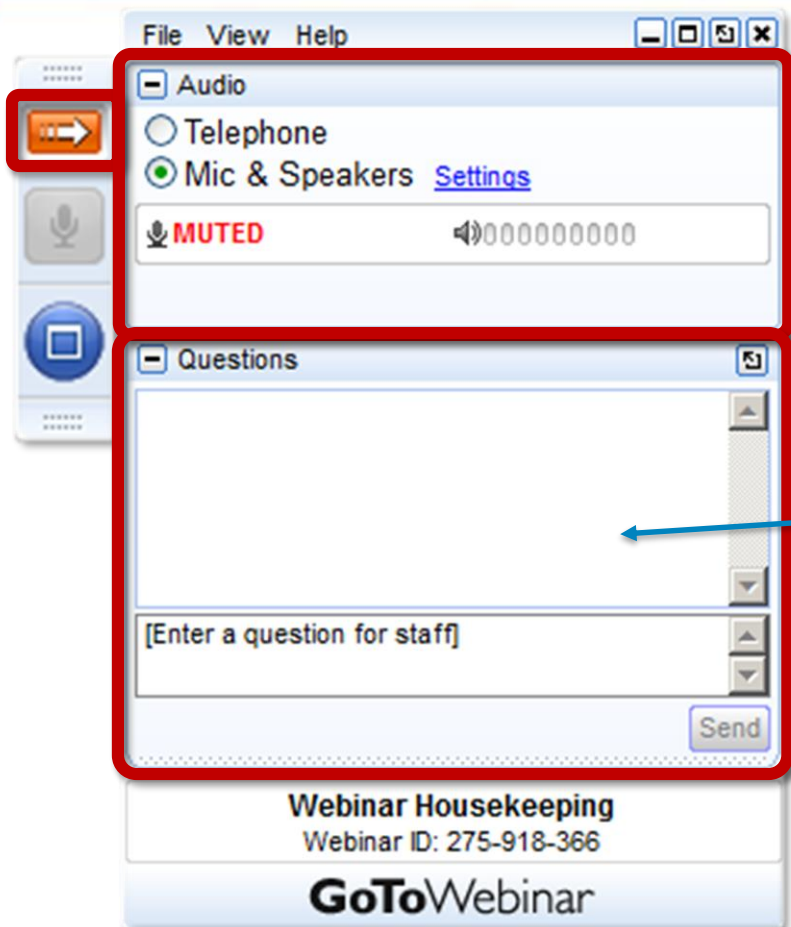 File View Help
Audio
Telephone
Mic & Speakers Settings
MUTED
Questions
[Enter a question for staff]
Send
Webinar Housekeeping
Webinar ID: 275-918-366
GoToWebinar